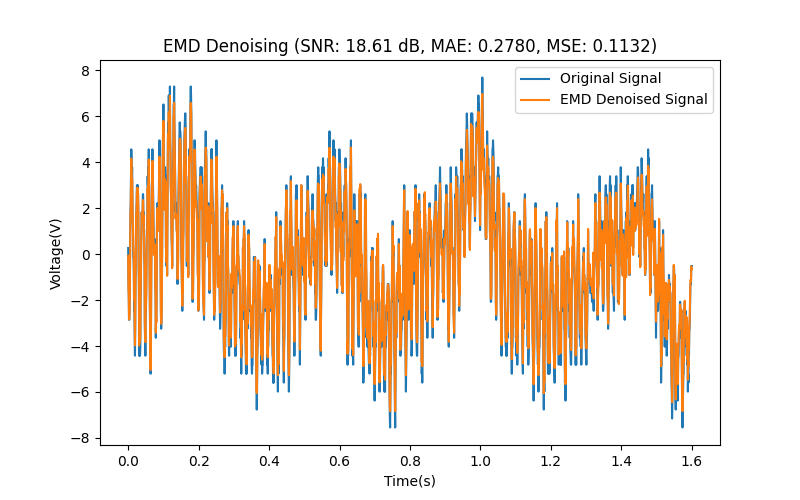 EMD Denoising (SNR: 18.61 dB, MAE: 0.2780, MSE: 0.1132)
Original Signal
EMD Denoised Signal
8
6
4
2
0
−2
−4
−6
−8
Voltage(V)
0.0 0.2 0.4 0.6 0.8 1.0 1.2 1.4 1.6
Time(s)